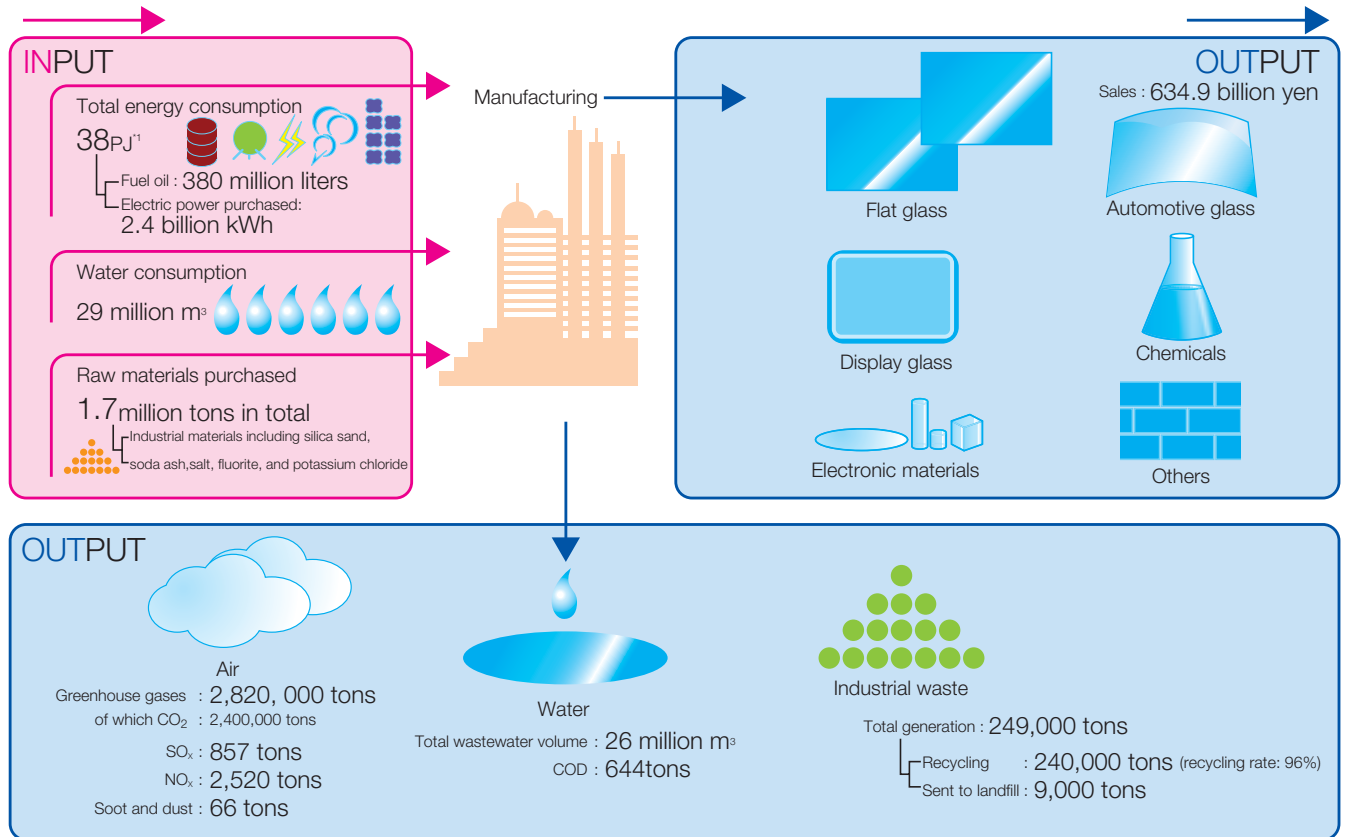 INPUT
Total energy consumption
38PJ*1
Fuel oil : 380 million liters
Electric power purchased:
2.4 billion kWh
Water consumption
29 million m³
Raw materials purchased
1.7million tons in total
Industrial materials including silica sand,
soda ash,salt, fluorite, and potassium chloride
Manufacturing
OUTPUT
Sales : 634.9 billion yen
Flat glass
Automotive glass
Display glass
Chemicals
Electronic materials
Others
OUTPUT
Air
Greenhouse gases : 2,820, 000 tons
of which CO₂ : 2,400,000 tons
SOₓ : 857 tons
NOₓ : 2,520 tons
Soot and dust : 66 tons
Water
Total wastewater volume : 26 million m³
COD : 644tons
Industrial waste
Total generation : 249,000 tons
Recycling : 240,000 tons (recycling rate: 96%)
Sent to landfill : 9,000 tons